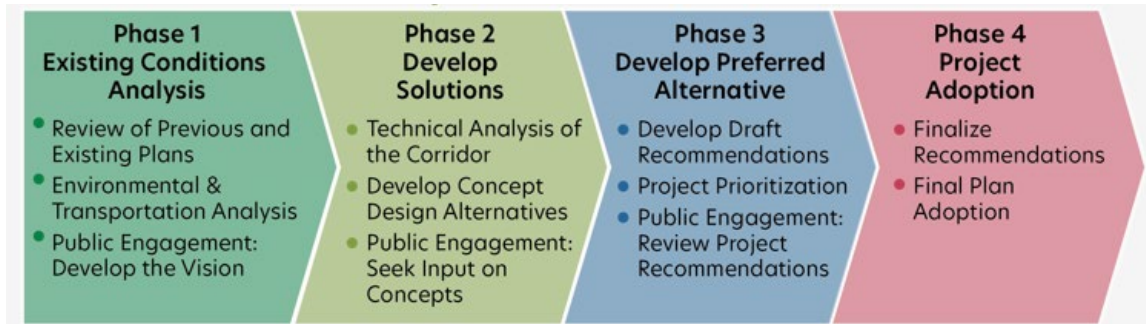 Phase 1
Existing Conditions
Analysis
• Review of Previous and
Existing Plans
• Environmental &
Transportation Analysis
• Public Engagement:
Develop the Vision
Phase 2
Develop
Solutions
• Technical Analysis of
the Corridor
• Develop Concept
Design Alternatives
• Public Engagement:
Seek Input on
Concepts
Phase 3
Develop Preferred
Alternative
• Develop Draft
Recommendations
• Project Prioritization
• Public Engagement:
Review Project
Recommendations
Phase 4
Project
Adoption
• Finalize
Recommendations
• Final Plan
Adoption